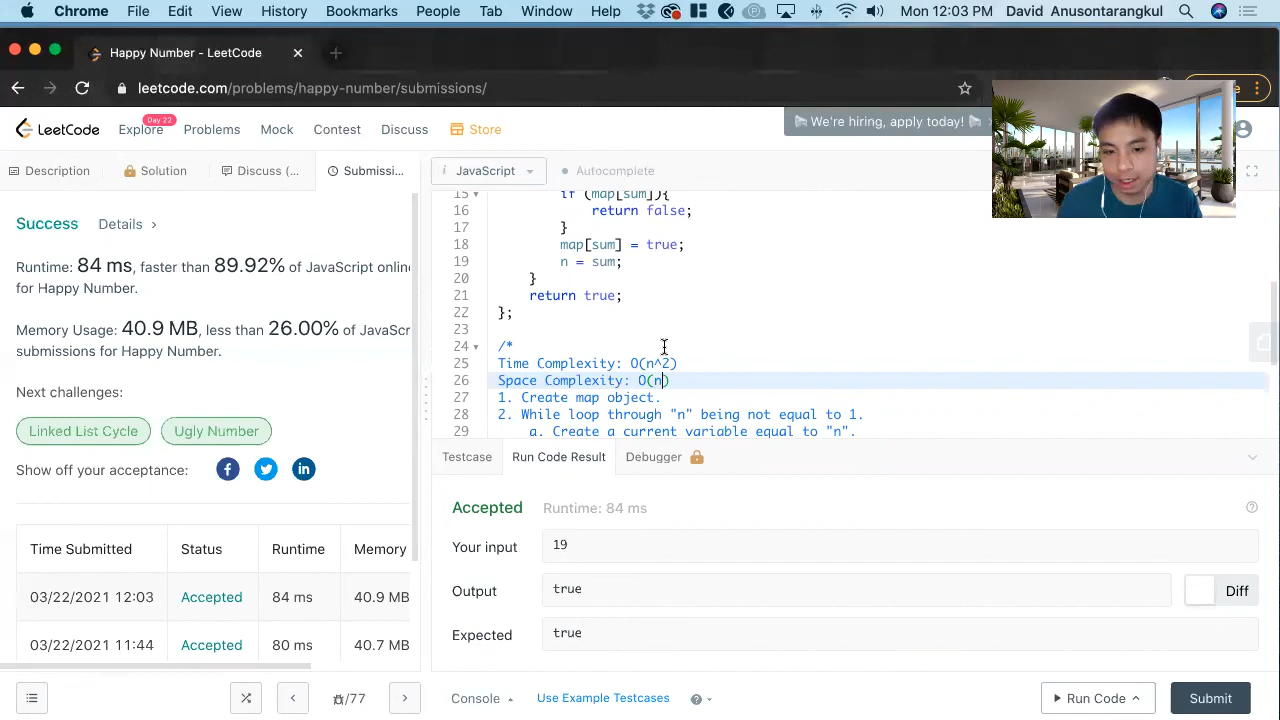 Chrome File Edit View History Bookmarks People Tab Window Help Mon 12:03 PM David Anusontarangkul
Happy Number - LeetCode
leetcode.com/problems/happy-number/submissions/
LeetCode Explore Day 22 Problems Mock Contest Discuss Store
We're hiring, apply today!
Description Solution Discuss (... Submissi...
i JavaScript Autocomplete
15 if (map[sum]){
16 return false;
17 }
18 map[sum] = true;
19 n = sum;
20 }
21 return true;
22 };
23
24 /*
25 Time Complexity: O(n^2)
26 Space Complexity: O(n)
27 1. Create map object.
28 2. While loop through "n" being not equal to 1.
29 a. Create a current variable equal to "n".
Success Details
Runtime: 84 ms, faster than 89.92% of JavaScript onlin
for Happy Number.
Memory Usage: 40.9 MB, less than 26.00% of JavaScr
submissions for Happy Number.
Next challenges:
Linked List Cycle Ugly Number
Show off your acceptance:
Time Submitted Status Runtime Memory
03/22/2021 12:03 Accepted 84 ms 40.9 MB
03/22/2021 11:44 Accepted 80 ms 40.7 MB
Testcase Run Code Result Debugger
Accepted Runtime: 84 ms
Your input 19
Output true Diff
Expected true
/77
Console Use Example Testcases Run Code Submit